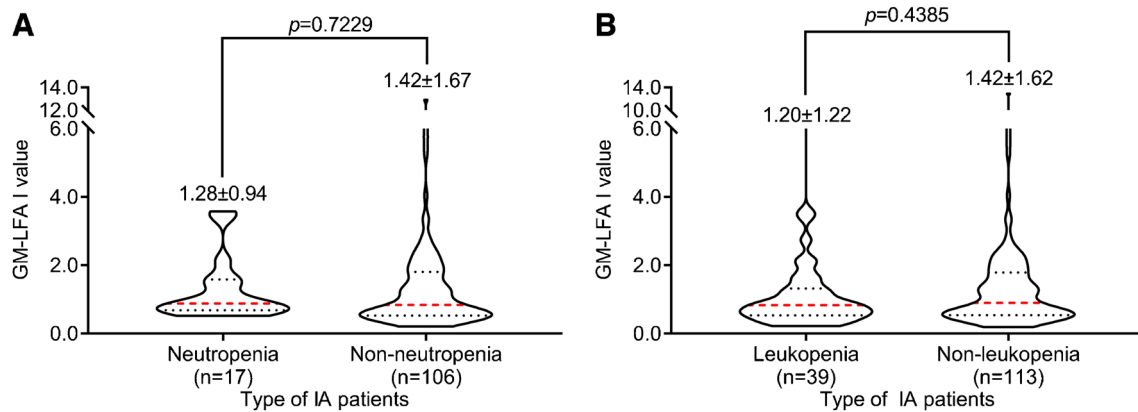 A
p=0.7229
1.42±1.67
1.28±0.94
14.0
12.0
6.0
4.0
2.0
0.0
GM-LFA I value
Neutropenia
(n=17)
Non-neutropenia
(n=106)
Type of IA patients
B
p=0.4385
1.42±1.62
1.20±1.22
14.0
10.0
6.0
4.0
2.0
0.0
GM-LFA I value
Leukopenia
(n=39)
Non-leukopenia
(n=113)
Type of IA patients